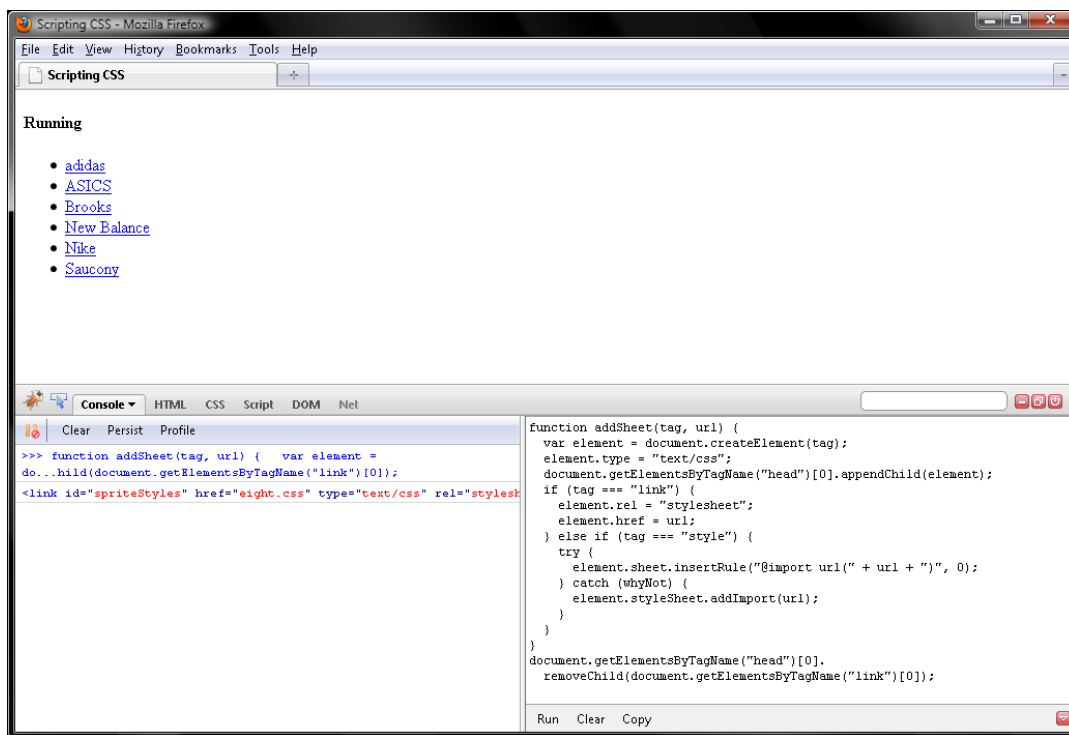 Scripting CSS - Mozilla Firefox
File Edit View History Bookmarks Tools Help
Scripting CSS
Running
adidas
ASICS
Brooks
New Balance
Nike
Saucony
Console HTML CSS Script DOM Net
Clear Persist Profile
>>> function addSheet(tag, url) { var element =
do...hild(document.getElementsByTagName("link")[0]);
<link id="spriteStyles" href="eight.css" type="text/css" rel="stylesh
function addSheet(tag, url) {
var element = document.createElement(tag);
element.type = "text/css";
document.getElementsByTagName("head")[0].appendChild(element);
if (tag === "link") {
element.rel = "stylesheet";
element.href = url;
} else if (tag === "style") {
try {
element.sheet.insertRule("@import url(" + url + ")", 0);
} catch (whyNot) {
element.styleSheet.addImport(url);
}
}
}
document.getElementsByTagName("head")[0].
removeChild(document.getElementsByTagName("link")[0]);
Run Clear Copy